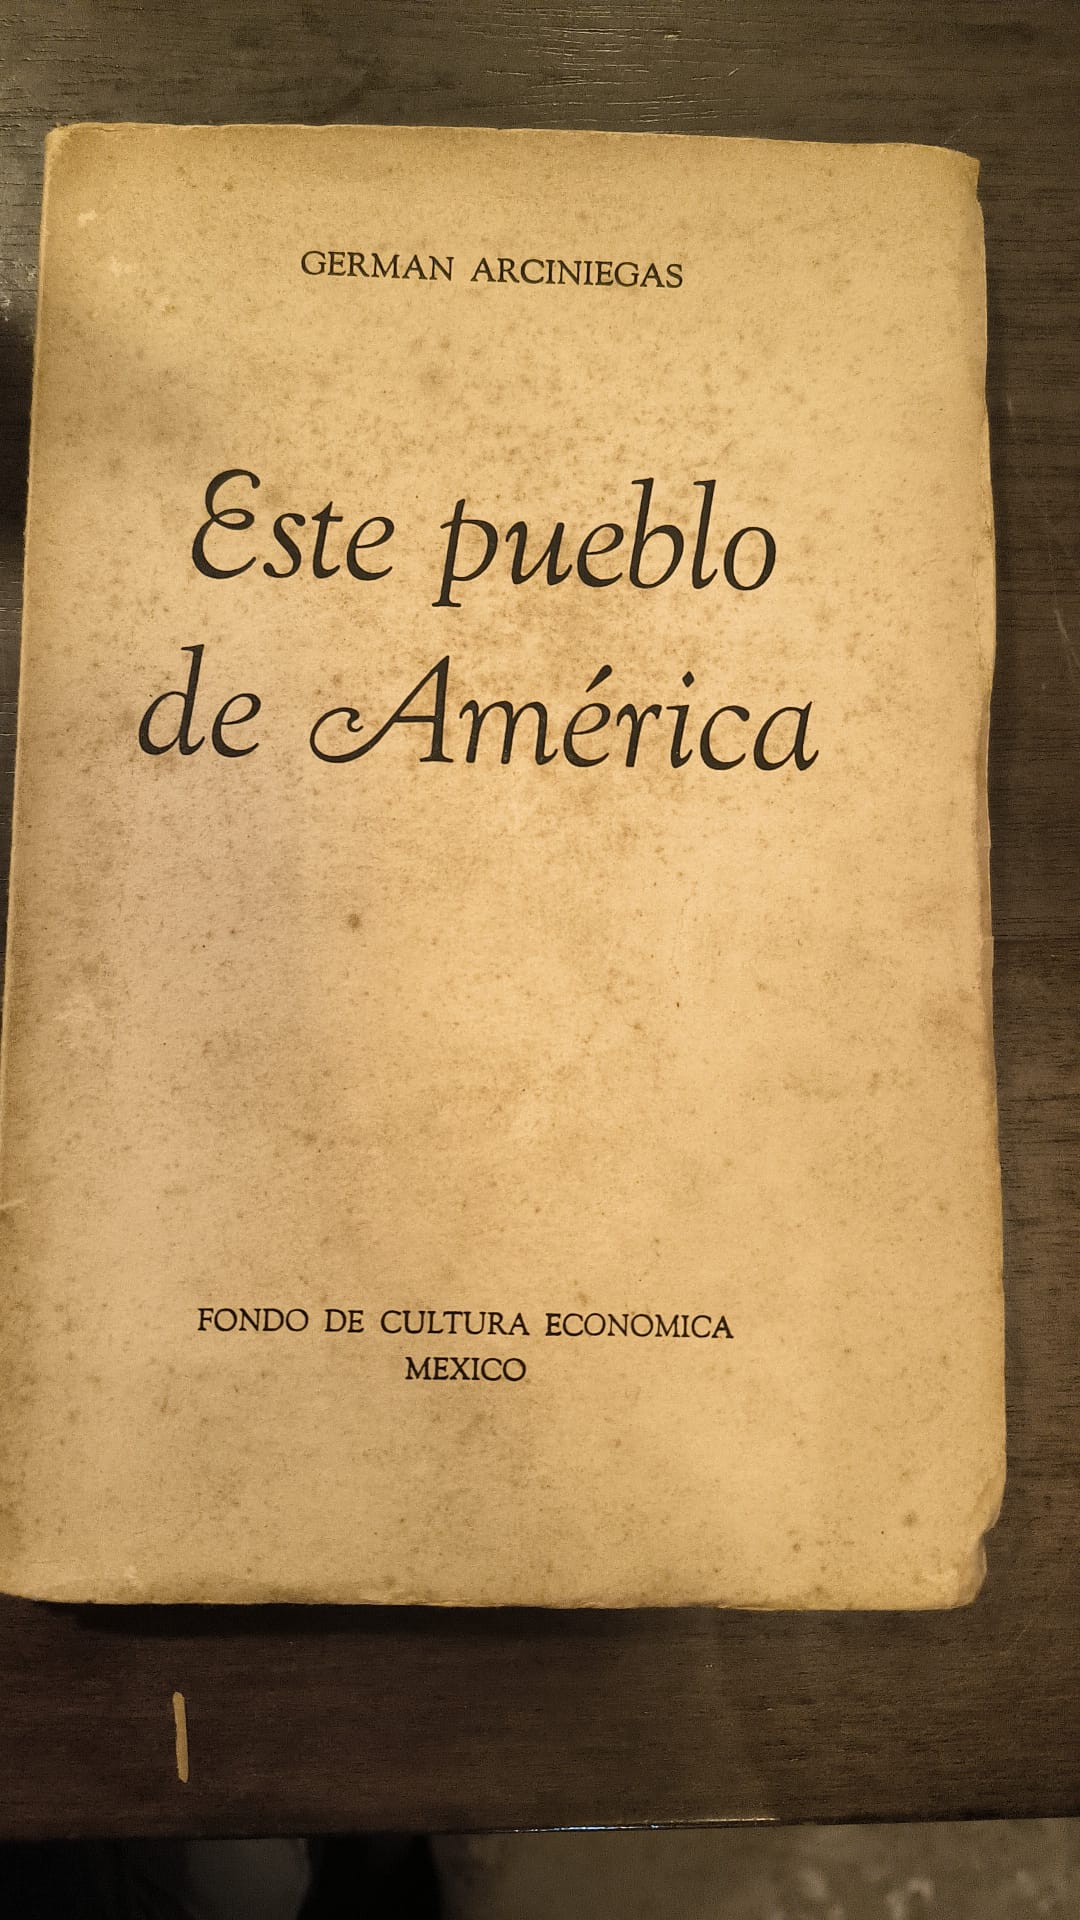 GERMAN ARCINIEGAS
Este pueblo
de América
FONDO DE CULTURA ECONOMICA
MEXICO